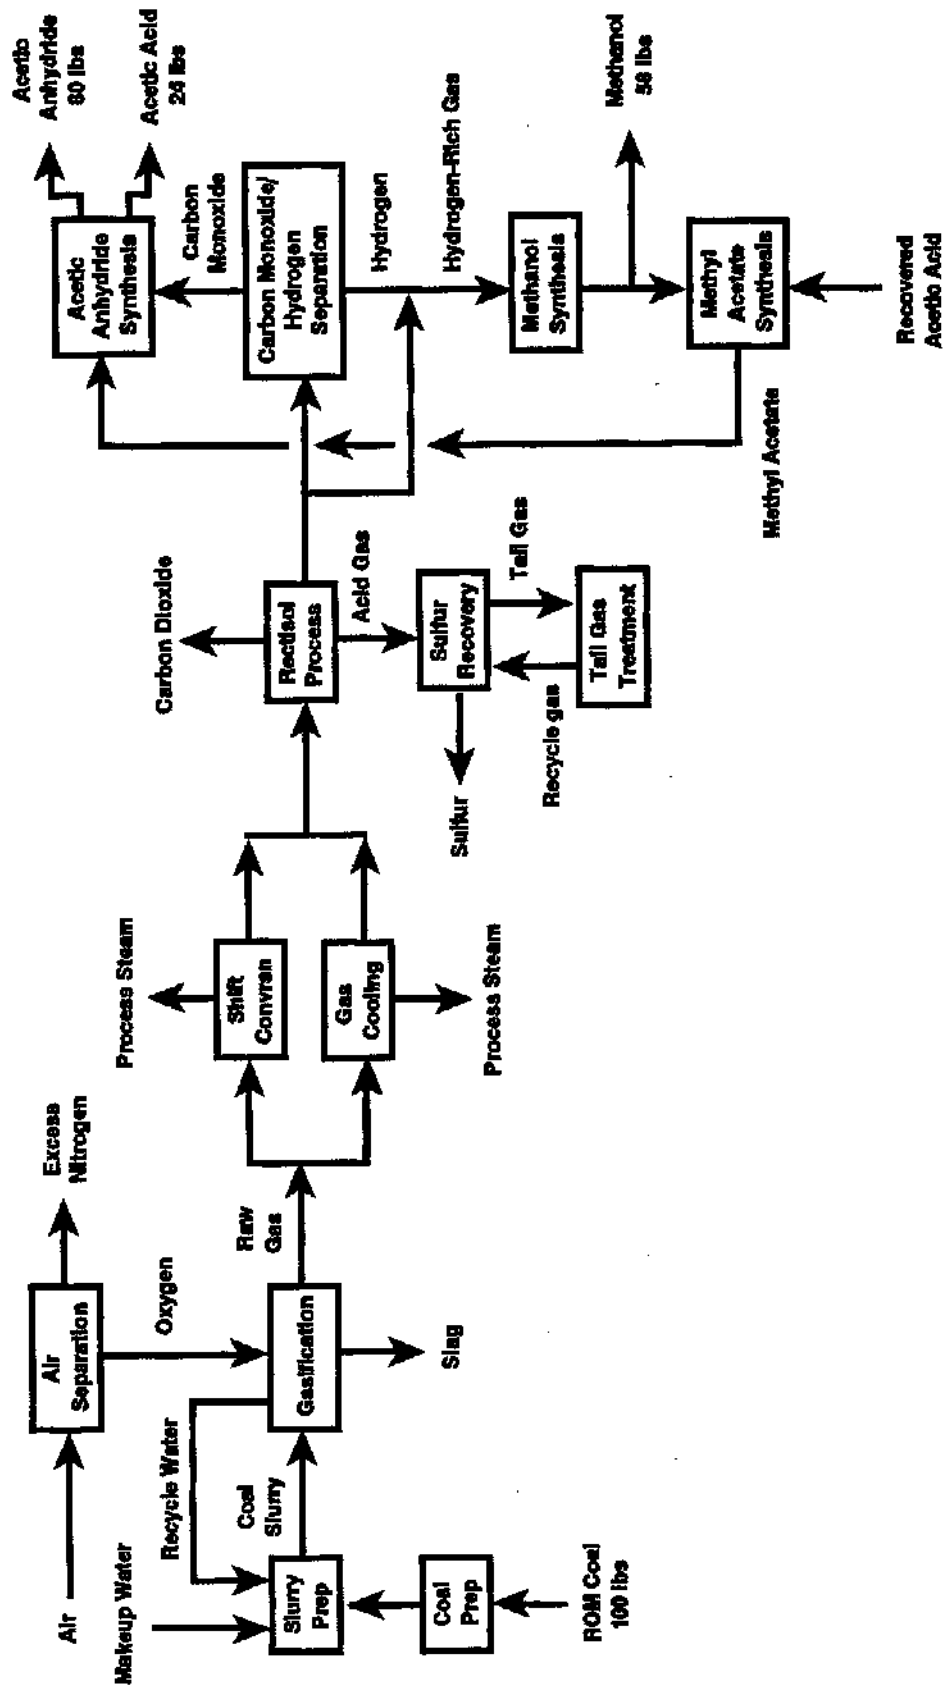 Air
Air
Separation
Excess
Nitrogen
Oxygen
Makeup Water
Recycle Water
Slurry
Prep
Coal
Slurry
Gasification
Raw
Gas
Slag
Coal
Prep
ROM Coal
100 lbs
Process Steam
Shift
Convrsn
Gas
Cooling
Process Steam
Carbon Dioxide
Rectisol
Process
Acid Gas
Sulfur
Recovery
Sulfur
Tail Gas
Recycle gas
Tail Gas
Treatment
Acetic
Anhydride
80 lbs
Acetic Acid
24 lbs
Acetic
Anhydride
Synthesis
Carbon
Monoxide
Carbon Monoxide/
Hydrogen
Separation
Hydrogen
Hydrogen-Rich Gas
Methanol
Synthesis
Methanol
58 lbs
Methyl
Acetate
Synthesis
Methyl Acetate
Recovered
Acetic Acid